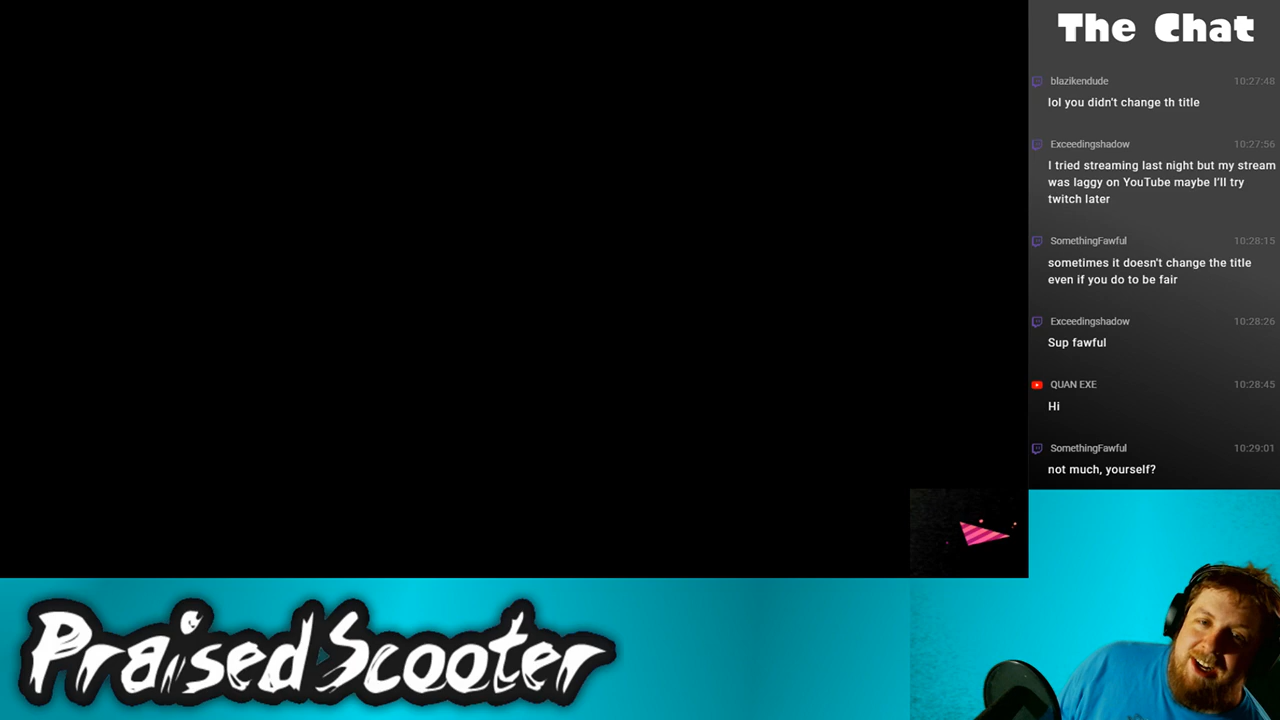 The Chat
blazikendude 10:27:48
lol you didn't change th title
Exceedingshadow 10:27:56
I tried streaming last night but my stream
was laggy on YouTube maybe I'll try
twitch later
SomethingFawful 10:28:15
sometimes it doesn't change the title
even if you do to be fair
Exceedingshadow 10:28:26
Sup fawful
QUAN EXE 10:28:45
Hi
SomethingFawful 10:29:01
not much, yourself?
PraisedScooter